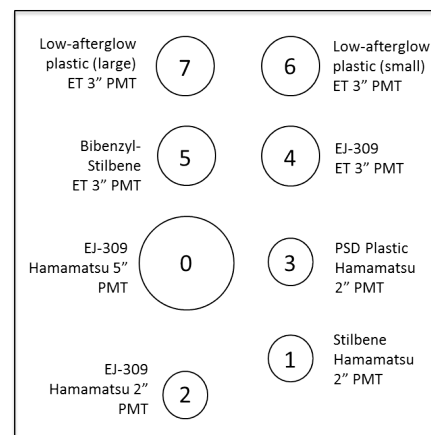 Low-afterglow
plastic (large)
ET 3” PMT
7
6
Low-afterglow
plastic (small)
ET 3” PMT
Bibenzyl-
Stilbene
ET 3” PMT
5
4
EJ-309
ET 3” PMT
EJ-309
Hamamatsu 5”
PMT
0
3
PSD Plastic
Hamamatsu
2” PMT
1
Stilbene
Hamamatsu
2” PMT
EJ-309
Hamamatsu 2”
PMT
2